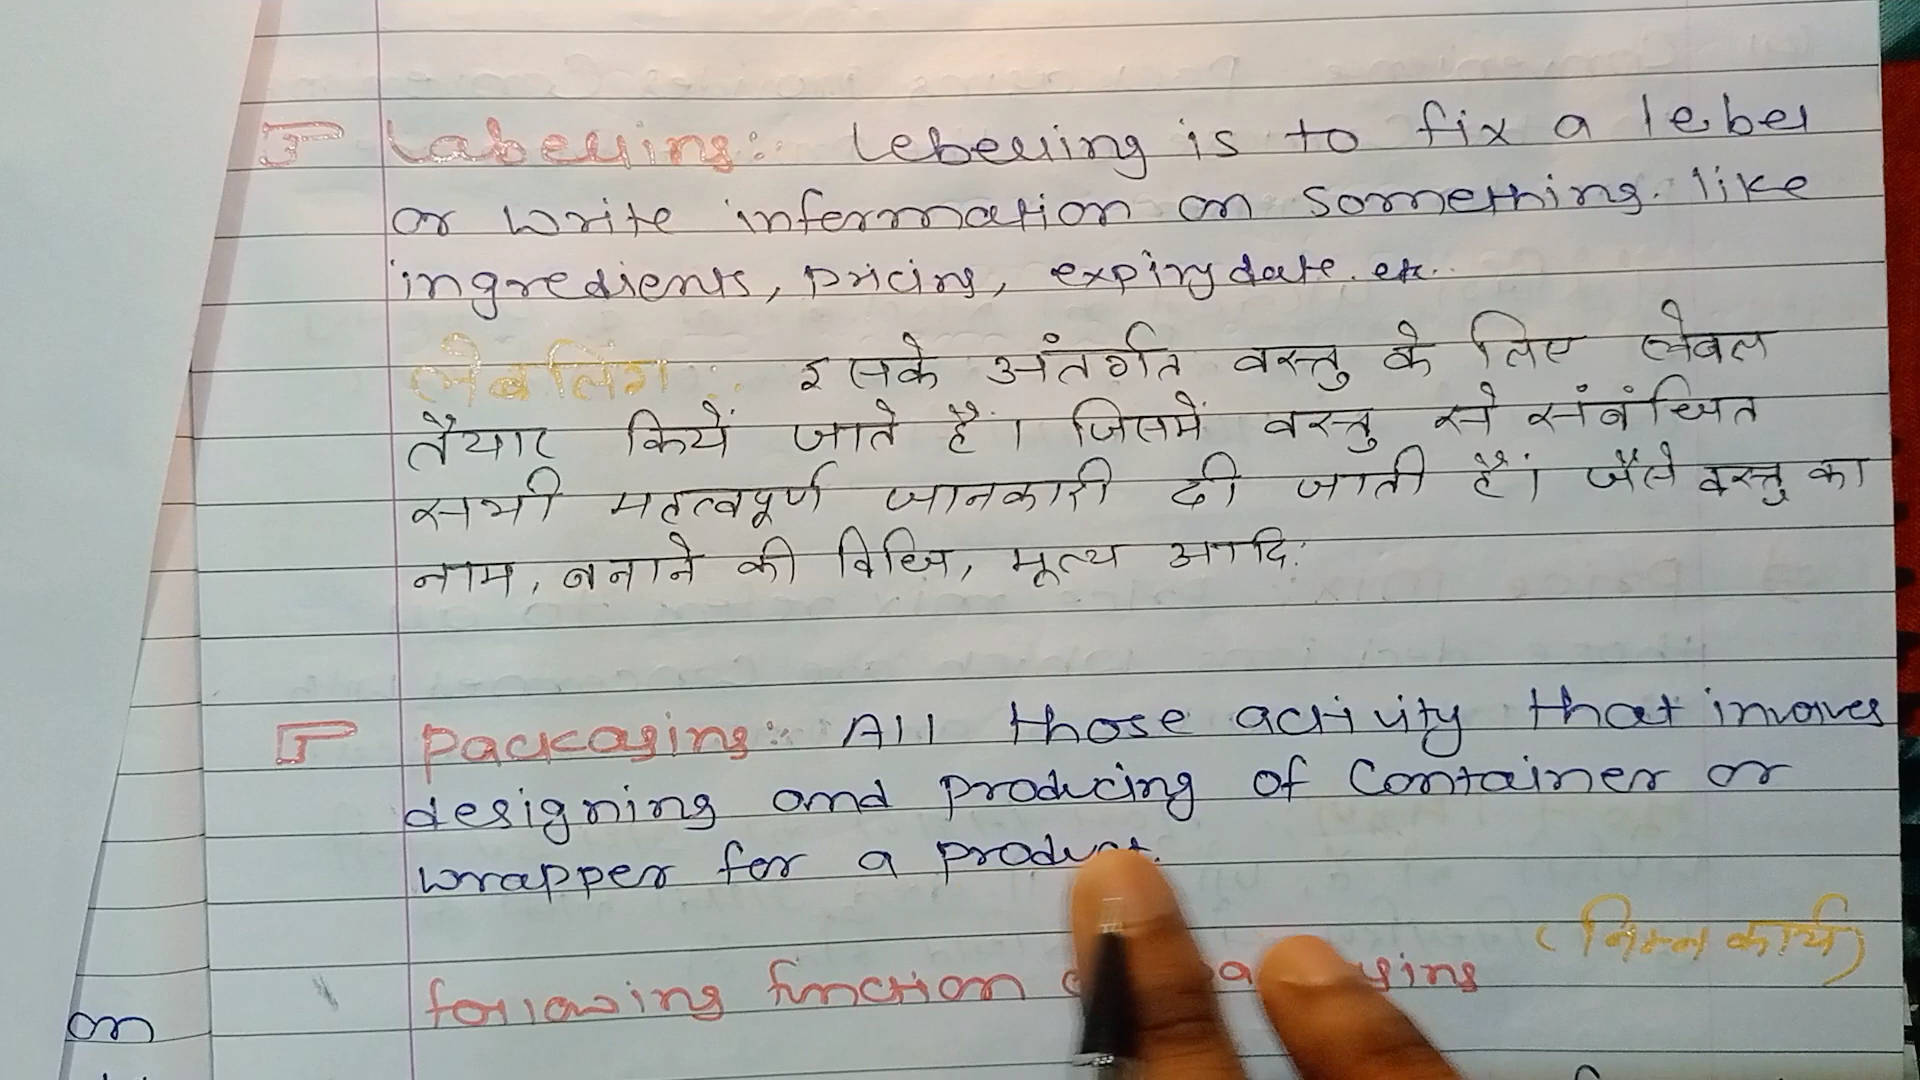 Labelling: lebelling is to fix a lebel
or write information on something. like
ingredients, pricing, expiry date. etc.
लेबलिंग: इसके अंतर्गत वस्तु के लिए लेबल
तैयार कियें जाते हैं। जिसमें वस्तु से संबंधित
सभी महत्वपूर्ण जानकारी दी जाती हैं। जैसे वस्तु का
नाम, बनाने की विधि, मूल्य आदि:
packaging: All those activity that invoves
designing and producing of Container or
wrapper for a product.
(निम्न कार्य)
following function
on